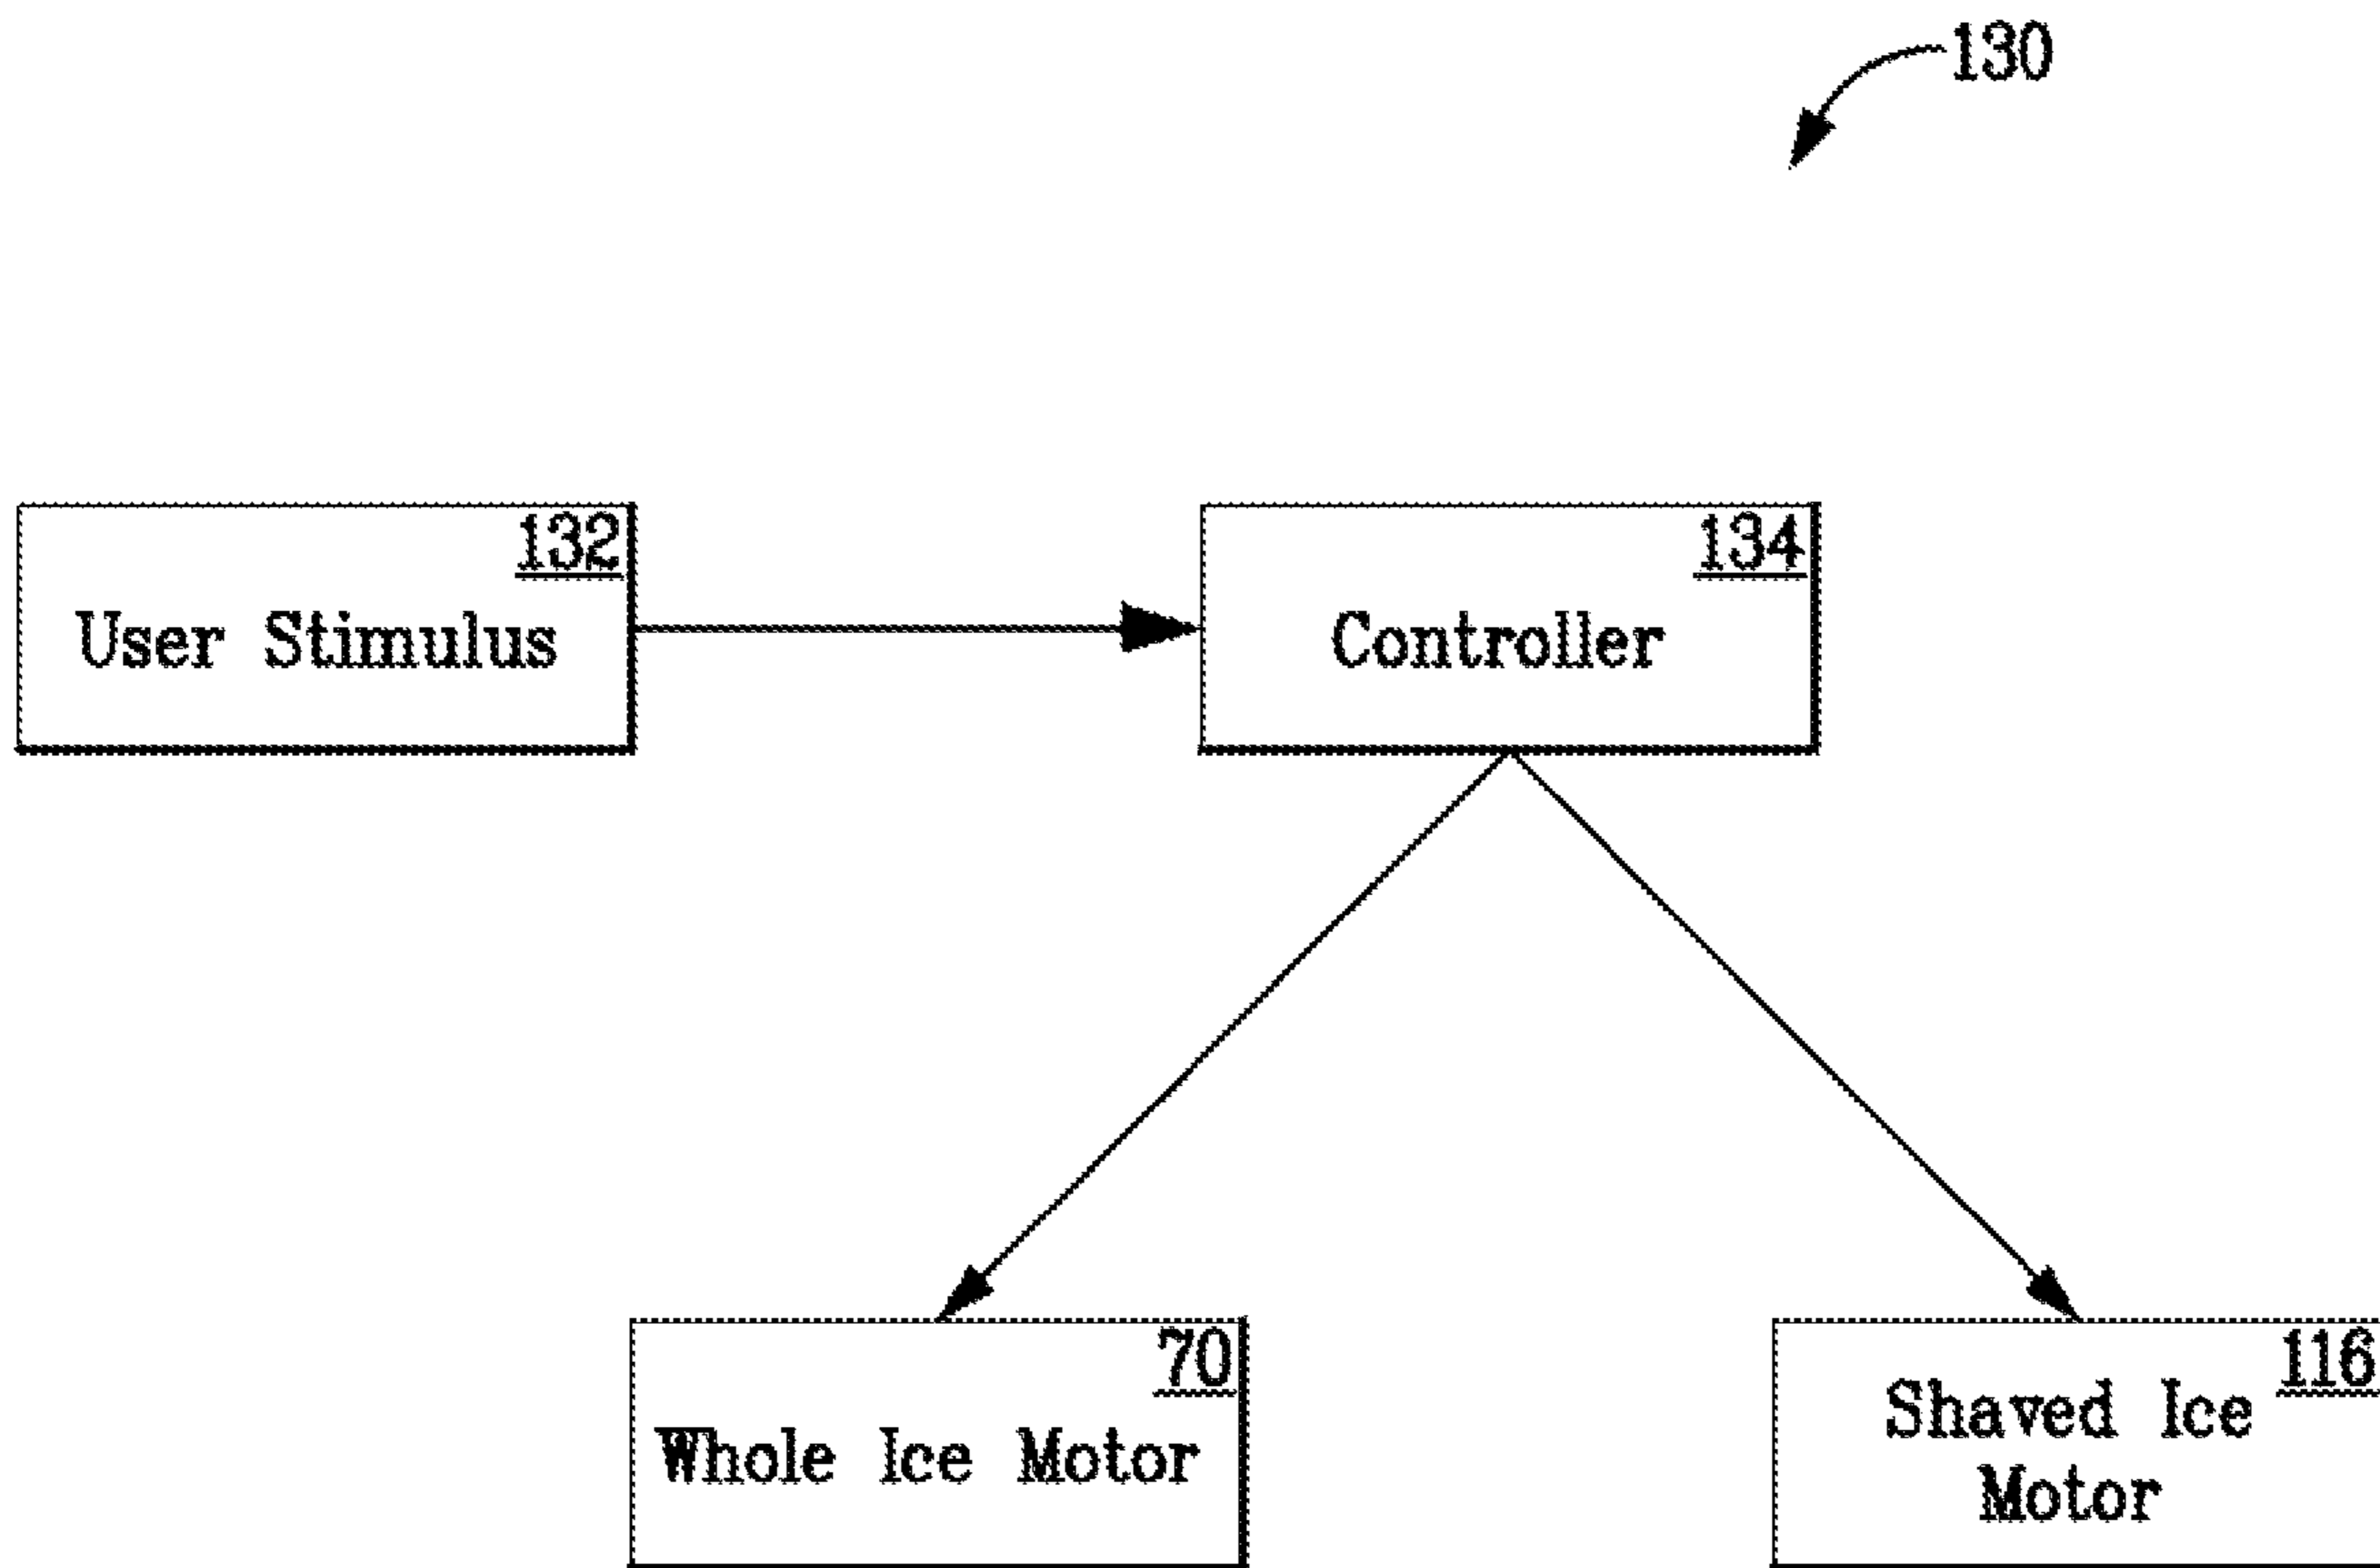 130
132
User Stimulus
134
Controller
70
Whole Ice Motor
116
Shaved Ice
Motor